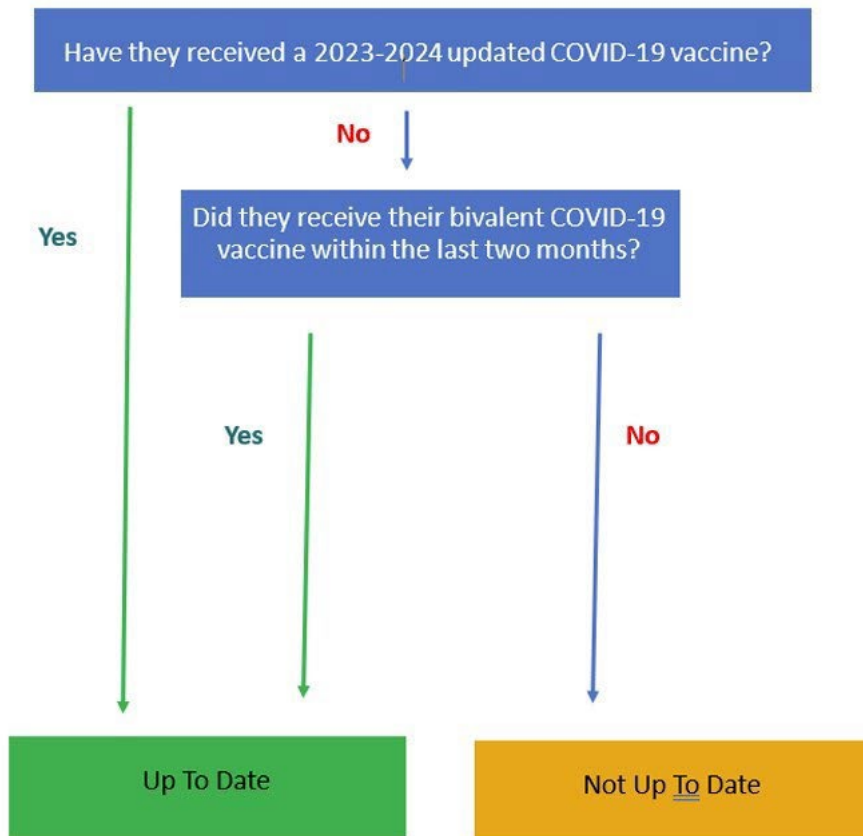 Have they received a 2023-2024 updated COVID-19 vaccine?
No
Yes
Did they receive their bivalent COVID-19
vaccine within the last two months?
Yes
No
Up To Date
Not Up To Date